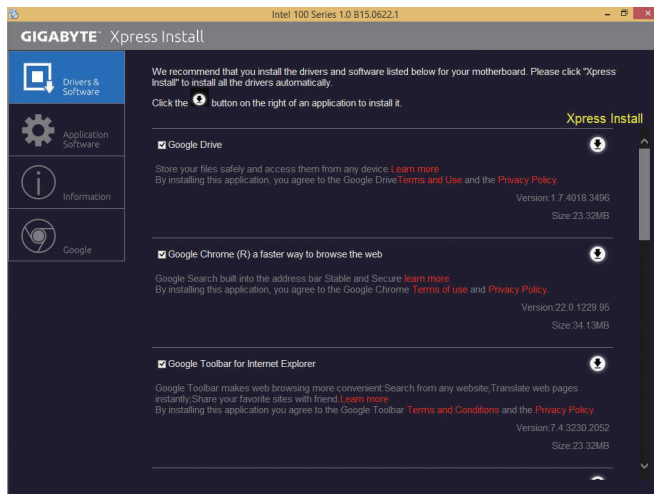 Intel 100 Series 1.0 B15.0622.1
GIGABYTE™ Xpress Install
Drivers &
Software
Application
Software
Information
Google
We recommend that you install the drivers and software listed below for your motherboard. Please click "Xpress
Install" to install all the drivers automatically.
Click the button on the right of an application to install it.
Xpress Install
Google Drive
Store your files safely and access them from any device.Learn more
By installing this application, you agree to the Google DriveTerms and Use and the Privacy Policy.
Version:1.7.4018.3496
Size:23.32MB
Google Chrome (R) a faster way to browse the web
Google Search built into the address bar Stable and Secure learn more
By installing this application, you agree to the Google Chrome Terms of use and Privacy Policy.
Version:22.0.1229.95
Size:34.13MB
Google Toolbar for Internet Explorer
Google Toolbar makes web browsing more convenient:Search from any website;Translate web pages
instantly;Share your favorite sites with friend.Learn more
By installing this application you agree to the Google Toolbar Terms and Conditions and the Privacy Policy.
Version:7.4.3230.2052
Size:23.32MB